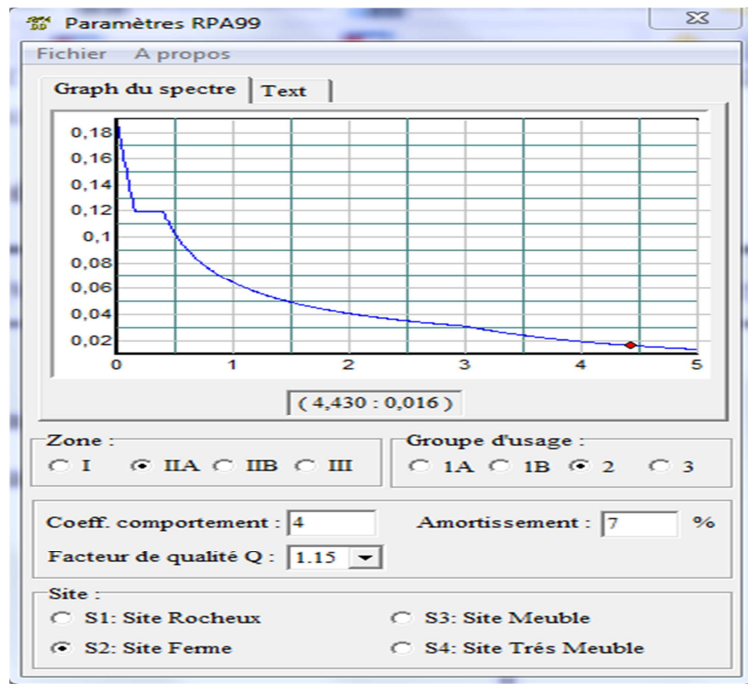 Paramètres RPA99
Fichier A propos
Graph du spectre Text
0,18
0,16
0,14
0,12
0,1
0,08
0,06
0,04
0,02
0 1 2 3 4 5
( 4,430 : 0,016 )
Zone :
I IIA IIB III
Groupe d'usage :
1A 1B 2 3
Coeff. comportement : 4 Amortissement : 7 %
Facteur de qualité Q : 1.15
Site :
S1: Site Rocheux S3: Site Meuble
S2: Site Ferme S4: Site Trés Meuble